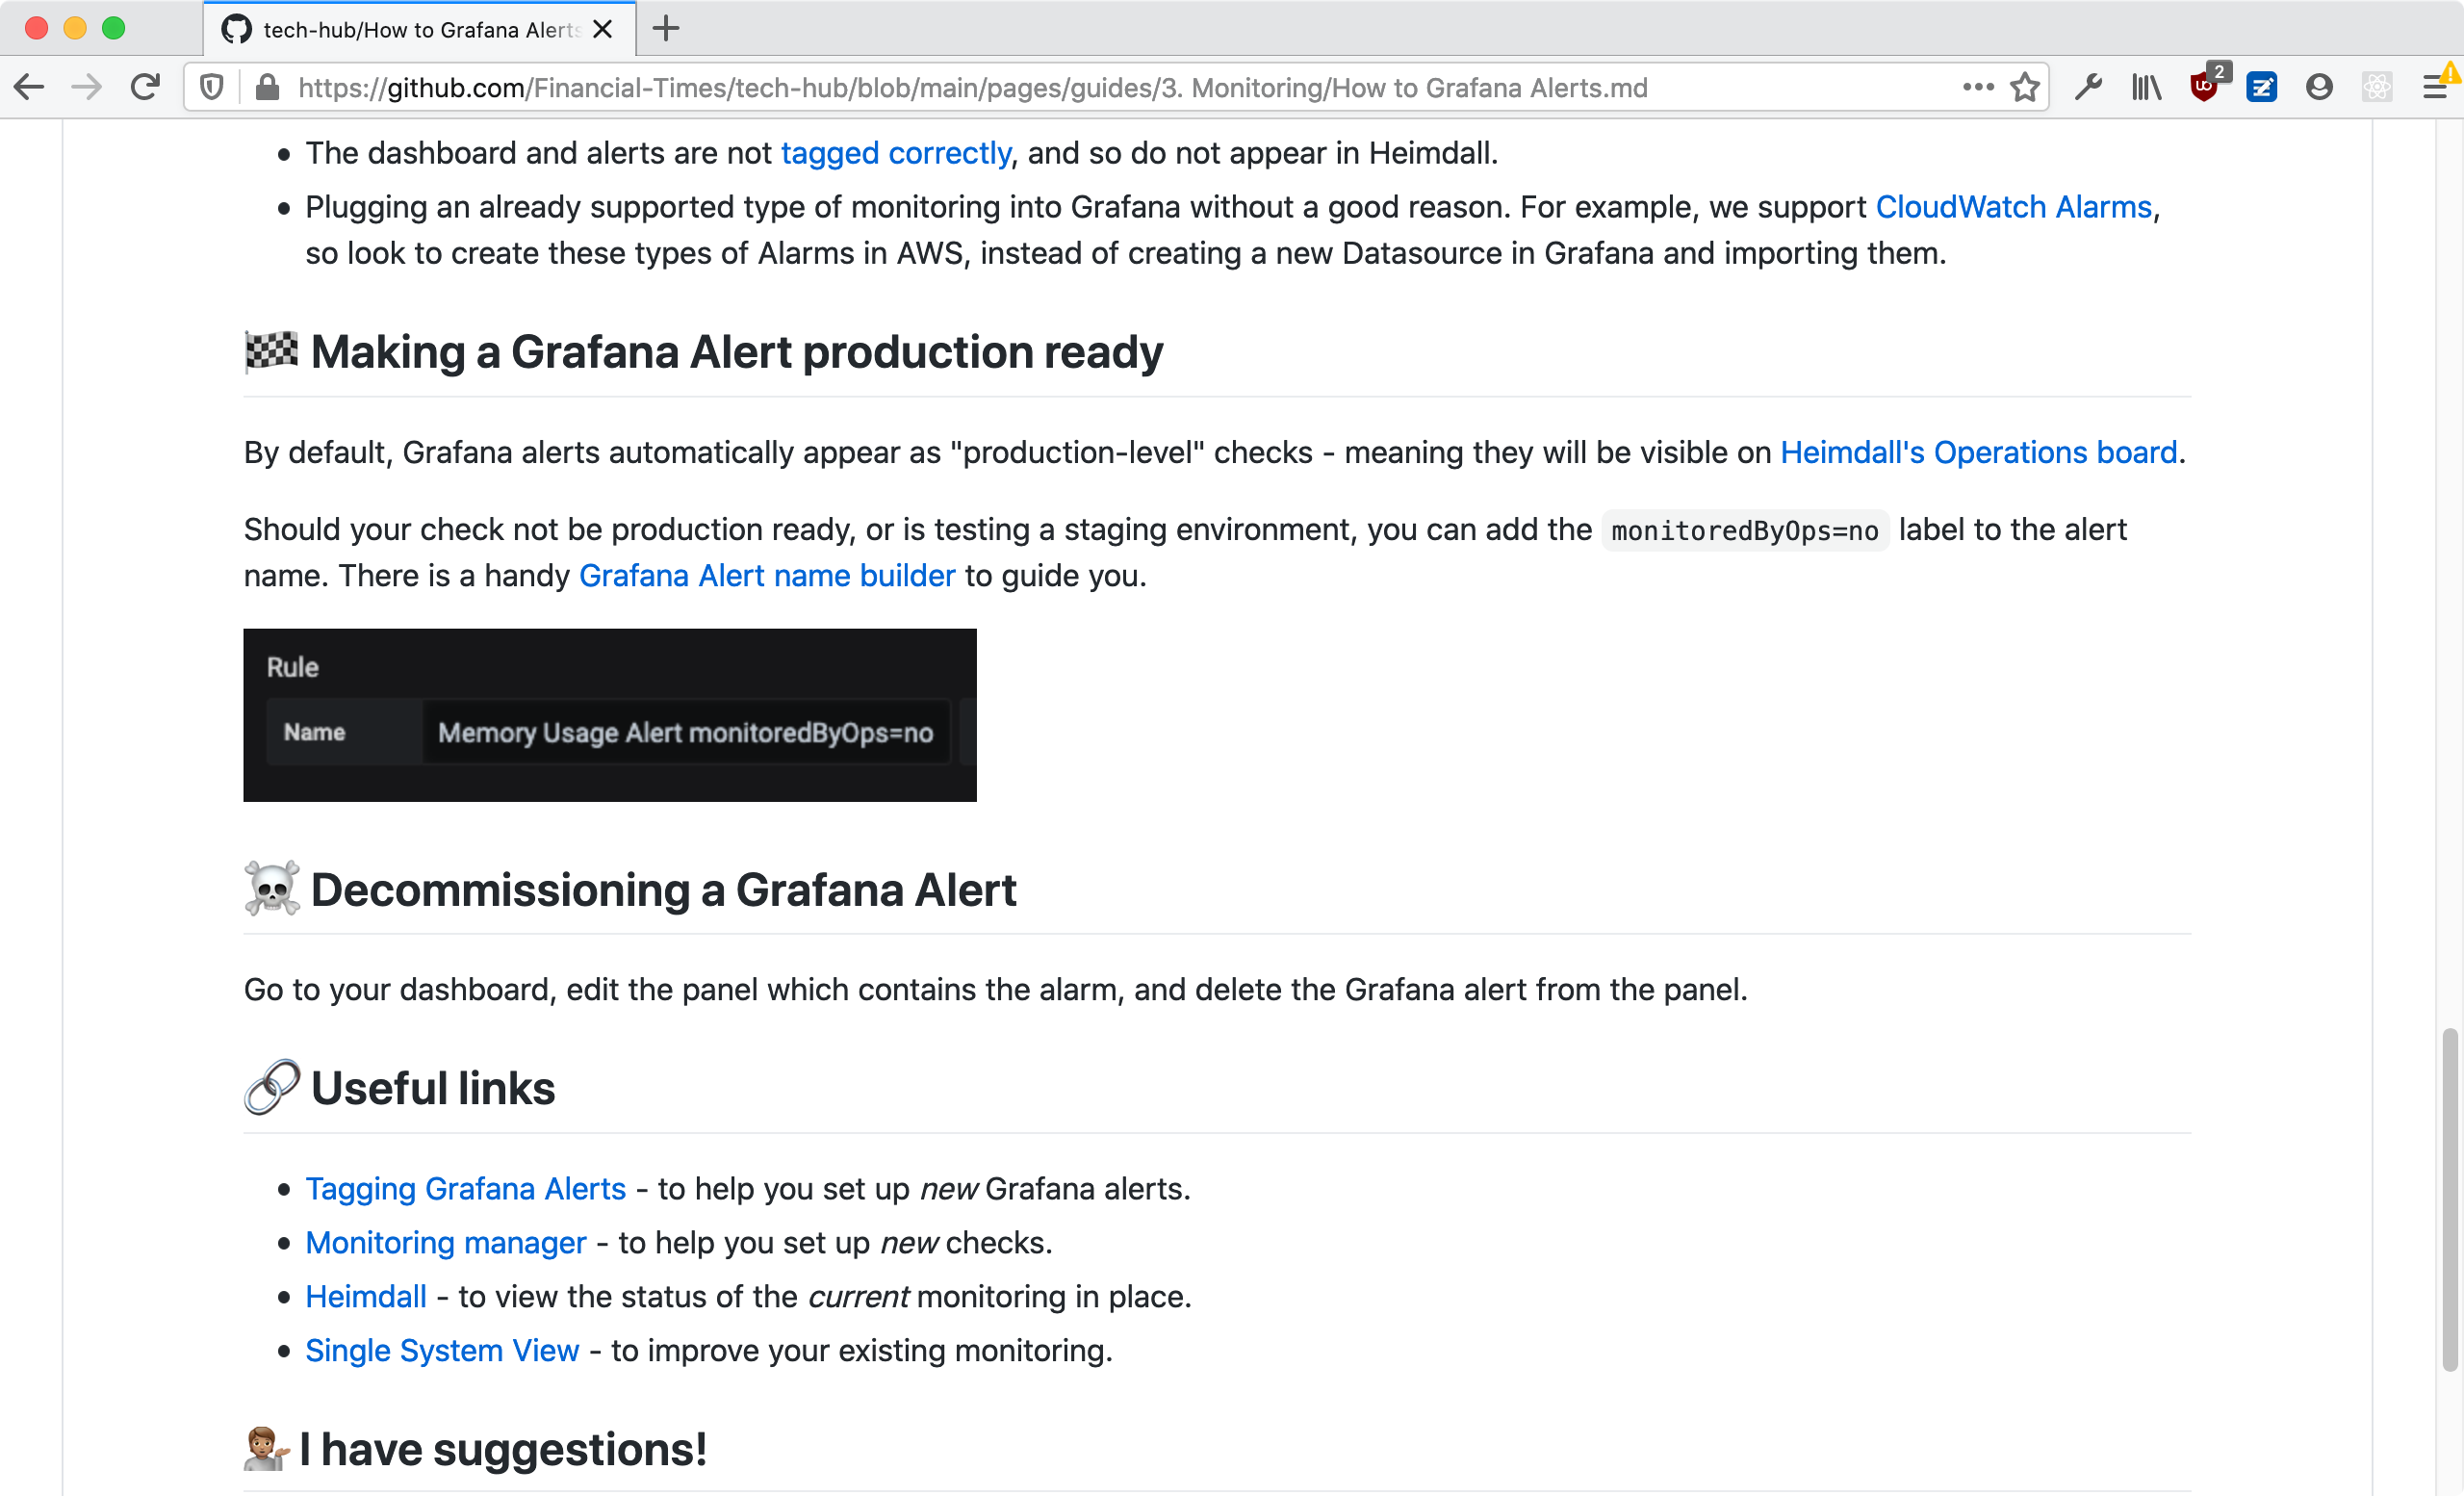 tech-hub/How to Grafana Alerts
https://github.com/Financial-Times/tech-hub/blob/main/pages/guides/3. Monitoring/How to Grafana Alerts.md
2
The dashboard and alerts are not tagged correctly, and so do not appear in Heimdall.
Plugging an already supported type of monitoring into Grafana without a good reason. For example, we support CloudWatch Alarms,
so look to create these types of Alarms in AWS, instead of creating a new Datasource in Grafana and importing them.
Making a Grafana Alert production ready
By default, Grafana alerts automatically appear as "production-level" checks - meaning they will be visible on Heimdall's Operations board.
Should your check not be production ready, or is testing a staging environment, you can add the monitoredByOps=no label to the alert
name. There is a handy Grafana Alert name builder to guide you.
Rule
Name Memory Usage Alert monitoredByOps=no
Decommissioning a Grafana Alert
Go to your dashboard, edit the panel which contains the alarm, and delete the Grafana alert from the panel.
Useful links
Tagging Grafana Alerts - to help you set up new Grafana alerts.
Monitoring manager - to help you set up new checks.
Heimdall - to view the status of the current monitoring in place.
Single System View - to improve your existing monitoring.
I have suggestions!